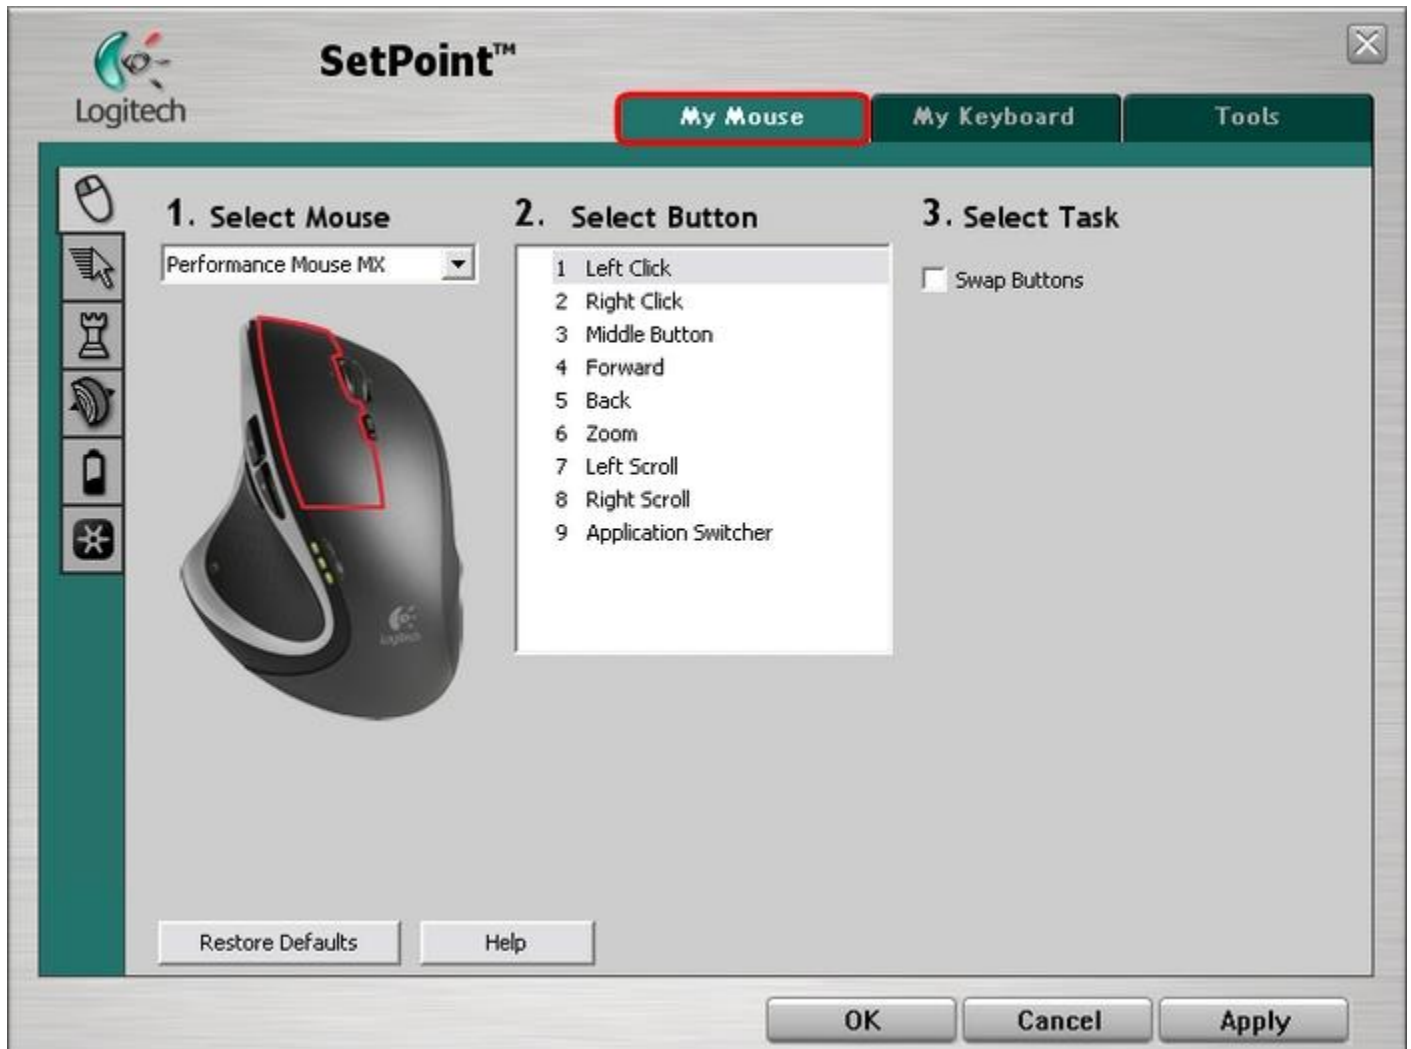 SetPoint™
Logitech
My Mouse
My Keyboard
Tools
1. Select Mouse
Performance Mouse MX
2. Select Button
1 Left Click
2 Right Click
3 Middle Button
4 Forward
5 Back
6 Zoom
7 Left Scroll
8 Right Scroll
9 Application Switcher
3. Select Task
Swap Buttons
Logitech
Restore Defaults
Help
OK
Cancel
Apply